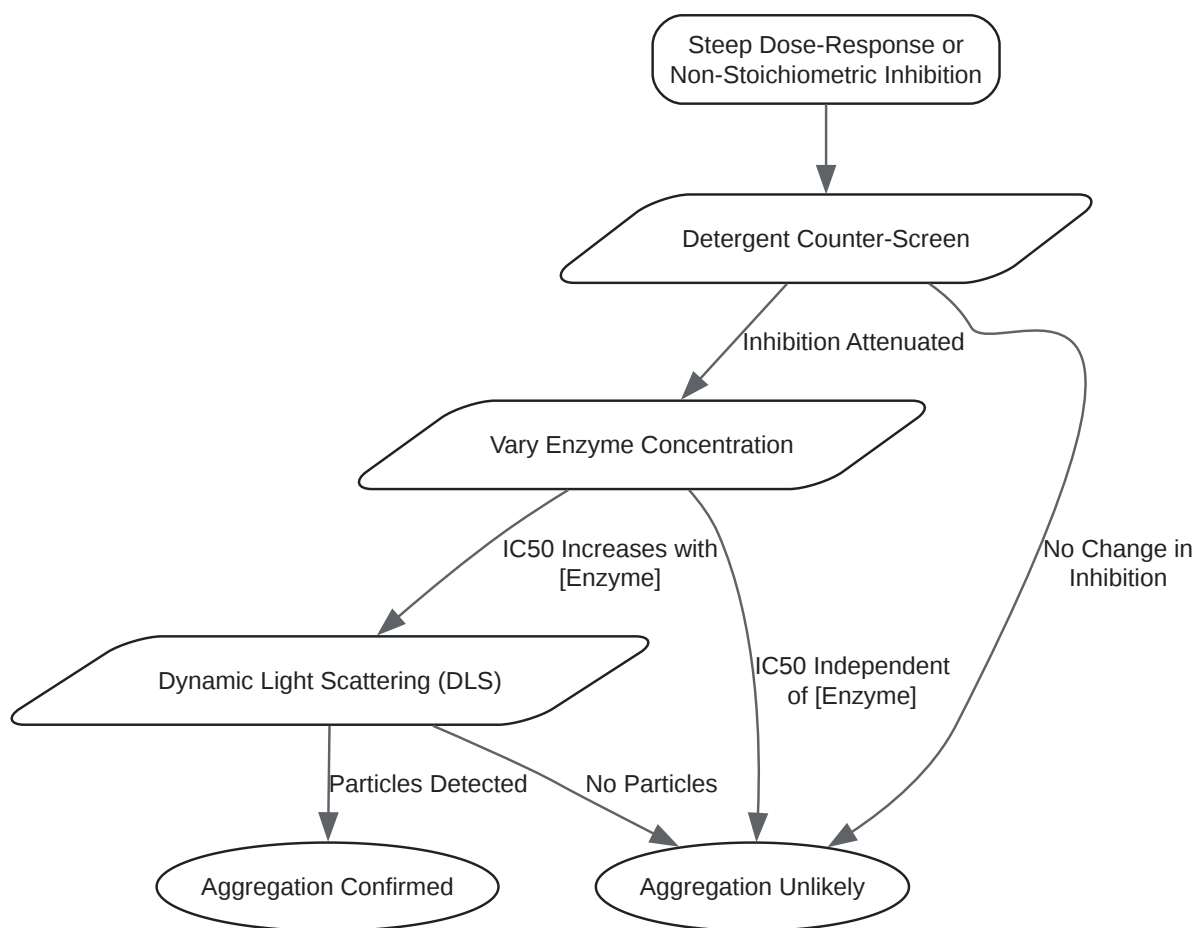 Steep Dose-Response or
Non-Stoichiometric Inhibition
Detergent Counter-Screen
Inhibition Attenuated
Vary Enzyme Concentration
IC50 Increases with
[Enzyme]
No Change in
Inhibition
Dynamic Light Scattering (DLS)
IC50 Independent
of [Enzyme]
Particles Detected
No Particles
Aggregation Confirmed
Aggregation Unlikely